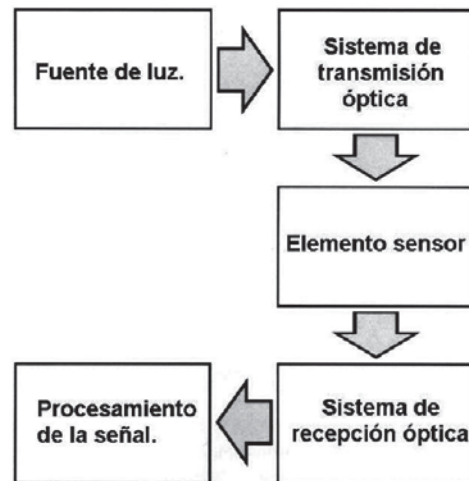 Fuente de luz.
Sistema de
transmisión
óptica
Elemento sensor
Sistema de
recepción óptica
Procesamiento
de la señal.